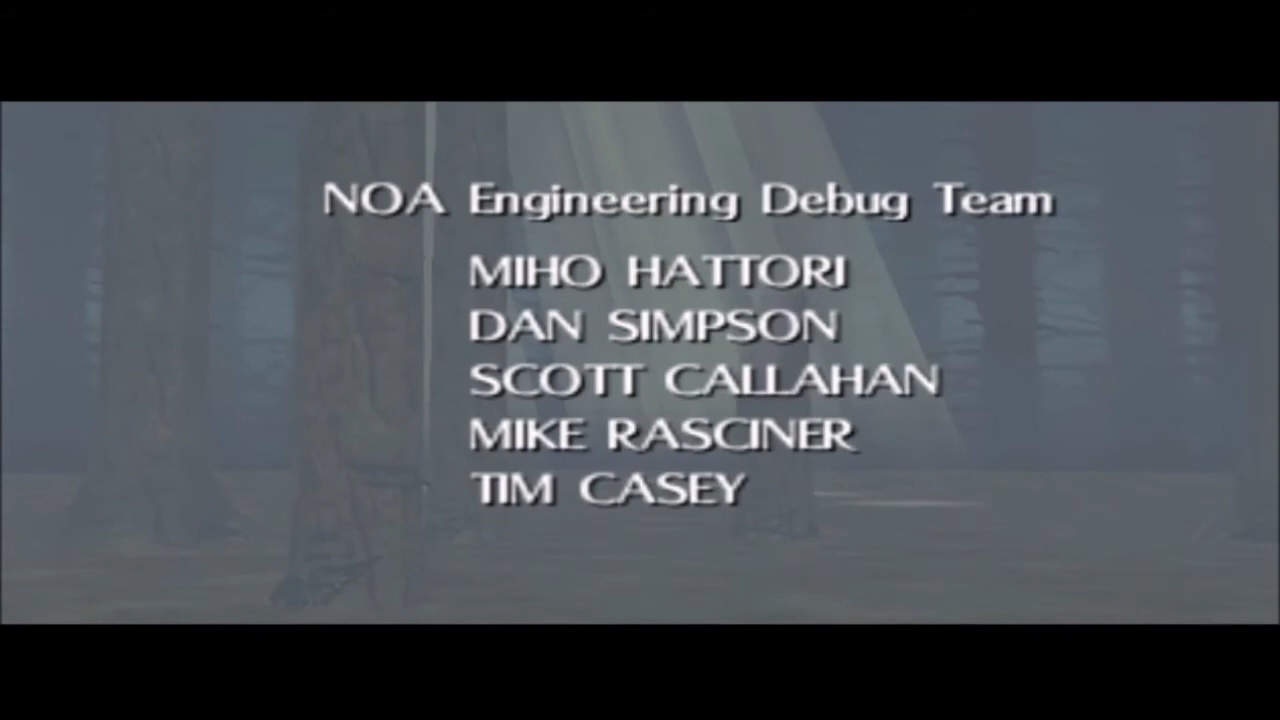 NOA Engineering Debug Team
MIHO HATTORI
DAN SIMPSON
SCOTT CALLAHAN
MIKE RASCINER
TIM CASEY